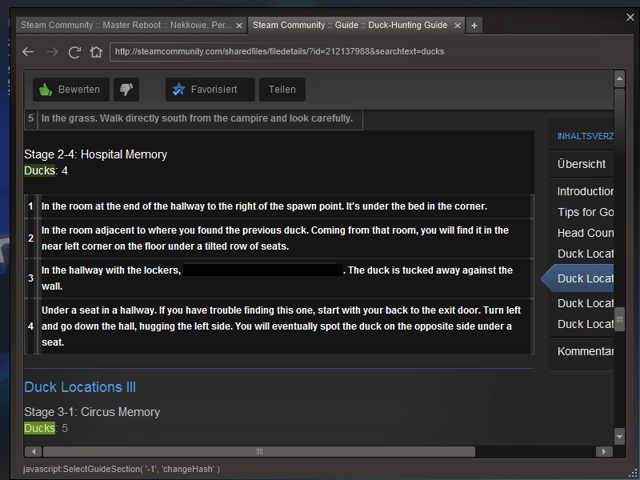 Steam Community :: Master Reboot :: Nekkowe, Per... ×
Steam Community :: Guide :: Duck-Hunting Guide ×
+
http://steamcommunity.com/sharedfiles/filedetails/?id=212137988&searchtext=ducks
Bewerten
Favorisiert
Teilen
5 In the grass. Walk directly south from the campire and look carefully.
Stage 2-4: Hospital Memory
Ducks: 4
1 In the room at the end of the hallway to the right of the spawn point. It's under the bed in the corner.
2 In the room adjacent to where you found the previous duck. Coming from that room, you will find it in the
near left corner on the floor under a tilted row of seats.
3 In the hallway with the lockers, . The duck is tucked away against the
wall.
4 Under a seat in a hallway. If you have trouble finding this one, start with your back to the exit door. Turn left
and go down the hall, hugging the left side. You will eventually spot the duck on the opposite side under a
seat.
Duck Locations III
Stage 3-1: Circus Memory
Ducks: 5
INHALTSVERZ
Übersicht
Introduction
Tips for Go
Head Coun
Duck Locat
Duck Locat
Duck Locat
Duck Locat
Kommentar
javascript:SelectGuideSection( '-1', 'changeHash' )